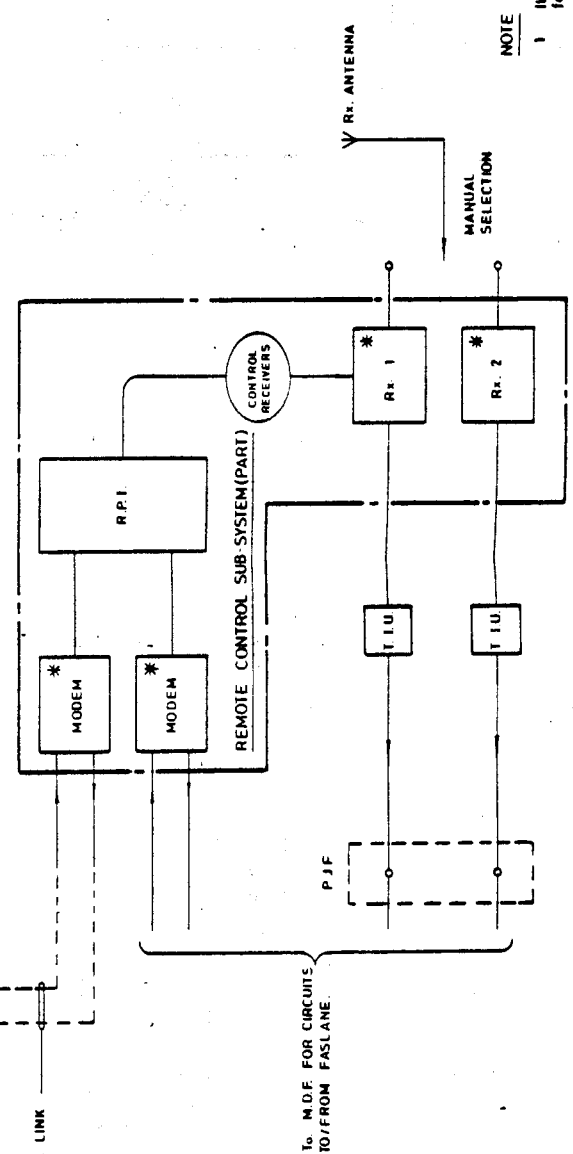 LINK
MODEM
*
MODEM
*
R.P.I.
REMOTE CONTROL SUB-SYSTEM (PART)
CONTROL
RECEIVERS
Rx. 1
*
Rx. 2
*
Rx. ANTENNA
MANUAL
SELECTION
T.I.U.
T I.U.
P J F
To. M.D.F. FOR CIRCUITS
TO/FROM FASLANE.
NOTE
1